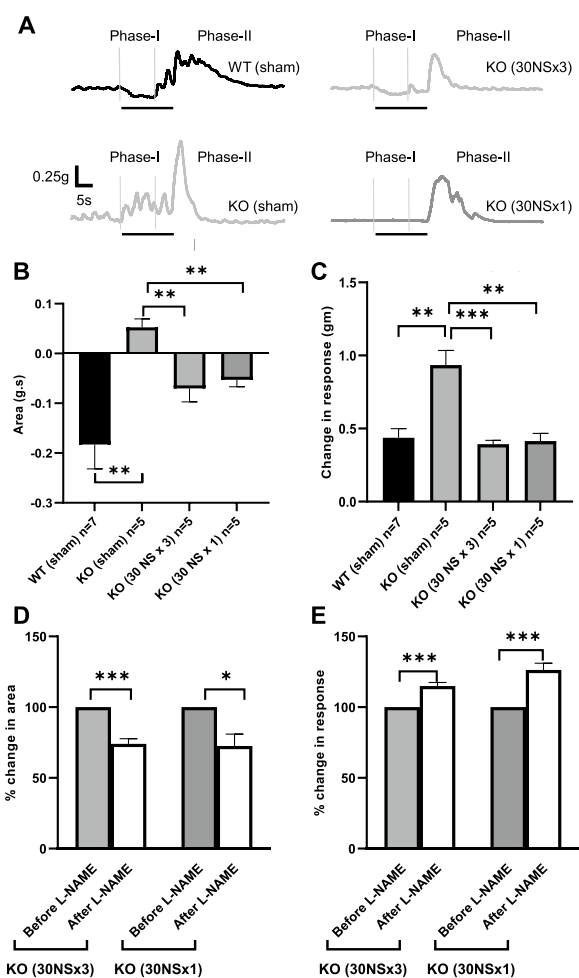 A
Phase-I Phase-II
WT (sham)
Phase-I Phase-II
KO (30NSx3)
0.25g
5s
Phase-I Phase-II
KO (sham)
Phase-I Phase-II
KO (30NSx1)
B
Area (g.s)
0.1
0.0
-0.1
-0.2
-0.3
**
**
**
WT (sham) n=7
KO (sham) n=5
KO (30 NS x 3) n=5
KO (30 NS x 1) n=5
C
Change in response (gm)
1.5
1.0
0.5
0.0
**
**
***
WT (sham) n=7
KO (sham) n=5
KO (30 NS x 3) n=5
KO (30 NS x 1) n=5
D
% change in area
150
100
50
0
***
*
Before L-NAME
After L-NAME
Before L-NAME
After L-NAME
KO (30NSx3) KO (30NSx1)
E
% change in response
150
100
50
0
***
***
Before L-NAME
After L-NAME
Before L-NAME
After L-NAME
KO (30NSx3) KO (30NSx1)